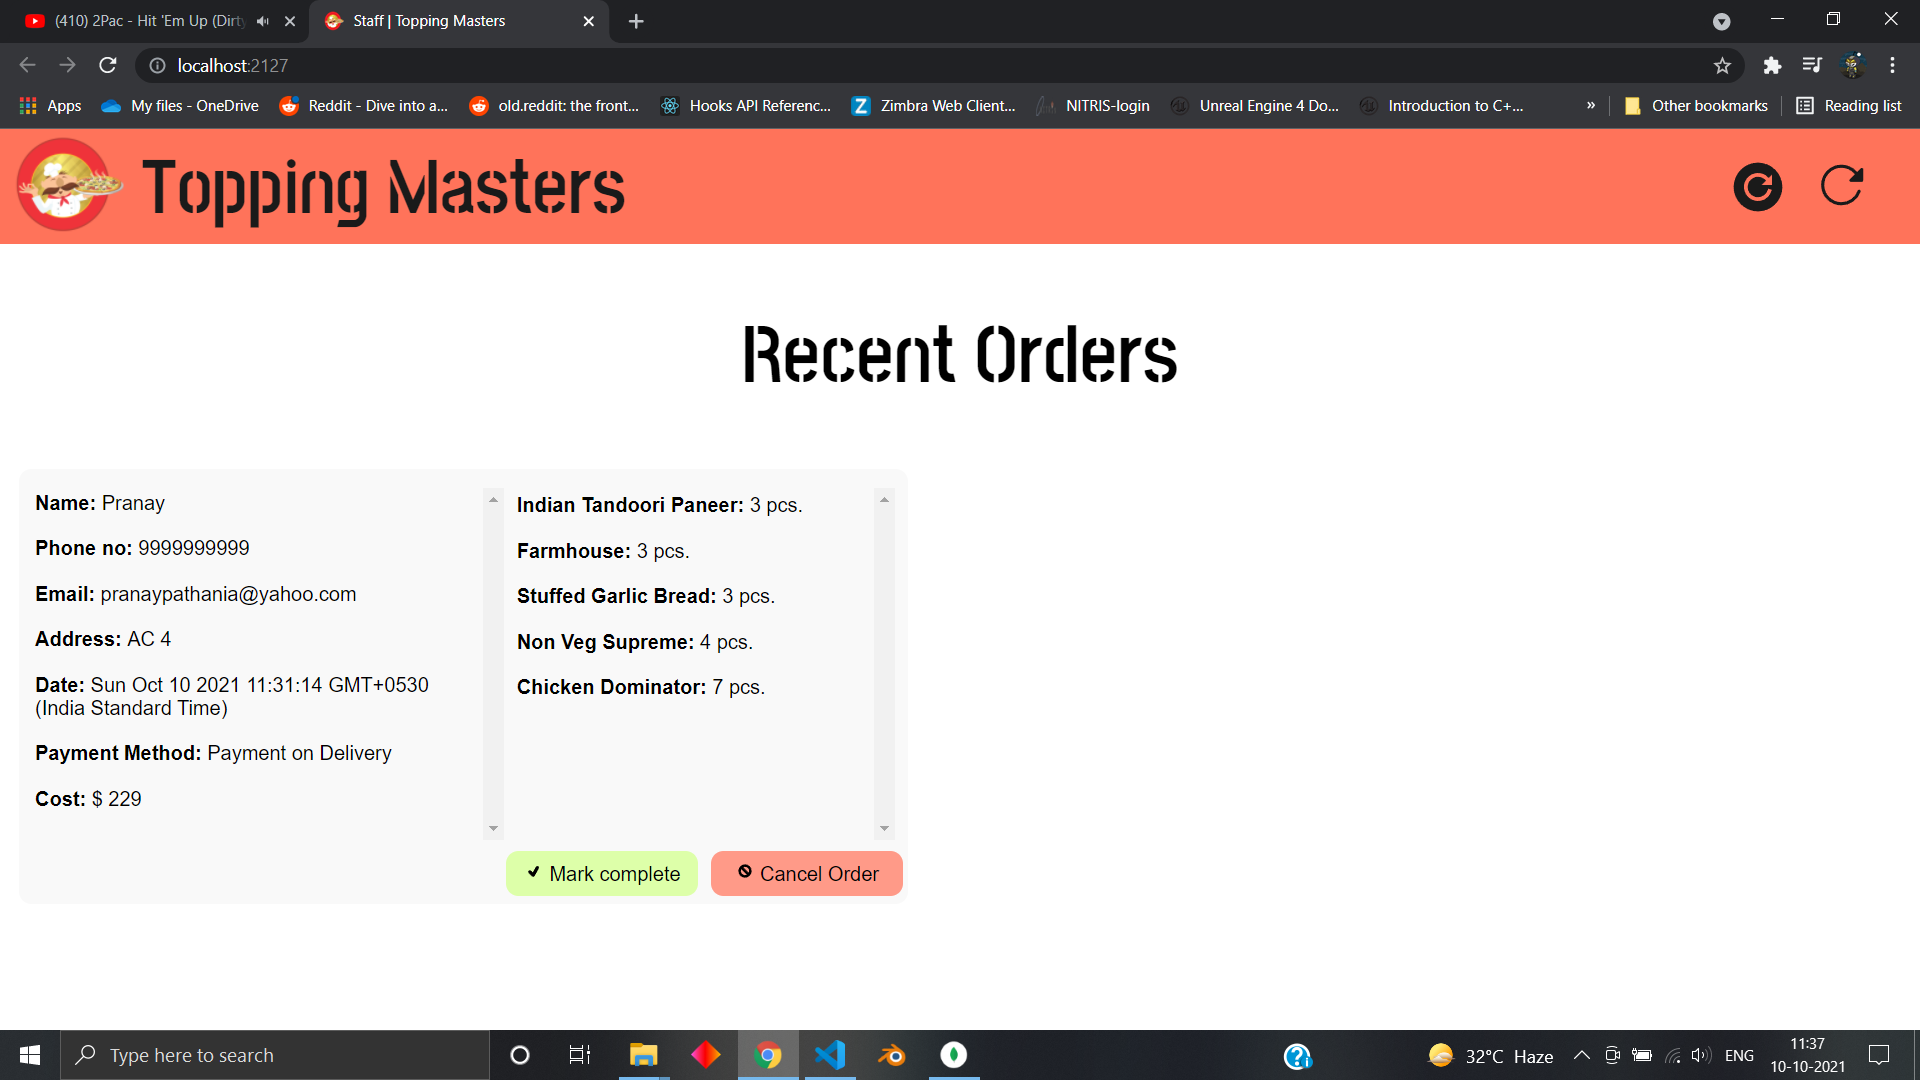 (410) 2Pac - Hit 'Em Up (Dirty
Staff | Topping Masters
localhost:2127
Apps
My files - OneDrive
Reddit - Dive into a...
old.reddit: the front...
Hooks API Referenc...
Zimbra Web Client...
NITRIS-login
Unreal Engine 4 Do...
Introduction to C+...
»
Other bookmarks
Reading list
Topping Masters
Recent Orders
Name: Pranay
Phone no: 9999999999
Email: pranaypathania@yahoo.com
Address: AC 4
Date: Sun Oct 10 2021 11:31:14 GMT+0530
(India Standard Time)
Payment Method: Payment on Delivery
Cost: $ 229
Indian Tandoori Paneer: 3 pcs.
Farmhouse: 3 pcs.
Stuffed Garlic Bread: 3 pcs.
Non Veg Supreme: 4 pcs.
Chicken Dominator: 7 pcs.
Mark complete
Cancel Order
Type here to search
32°C Haze
ENG
11:37
10-10-2021